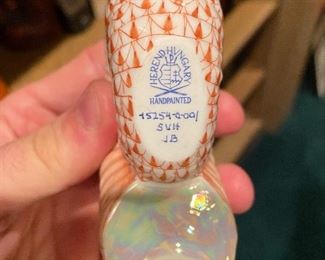 HEREND HUNGARY
HANDPAINTED
15254-0-00/
SVH
JB